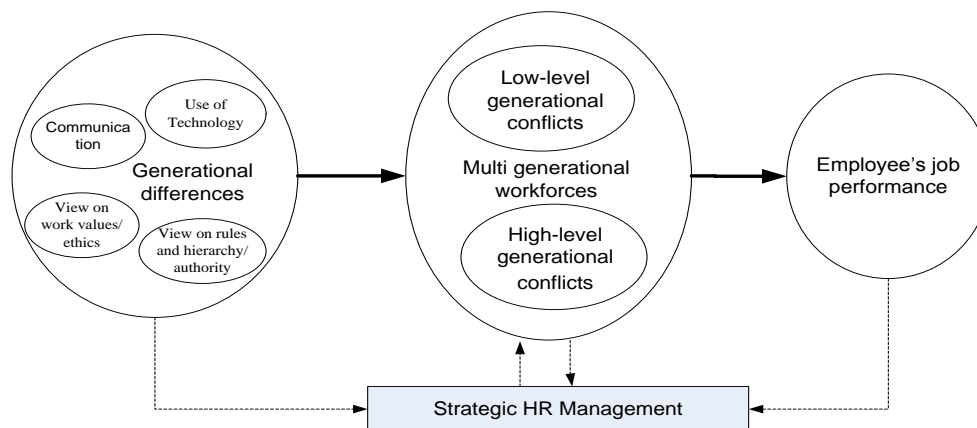 Communica
tion
Use of
Technology
Generational
differences
View on
work values/
ethics
View on rules
and hierarchy/
authority
Low-level
generational
conflicts
Multi generational
workforces
High-level
generational
conflicts
Employee's job
performance
Strategic HR Management